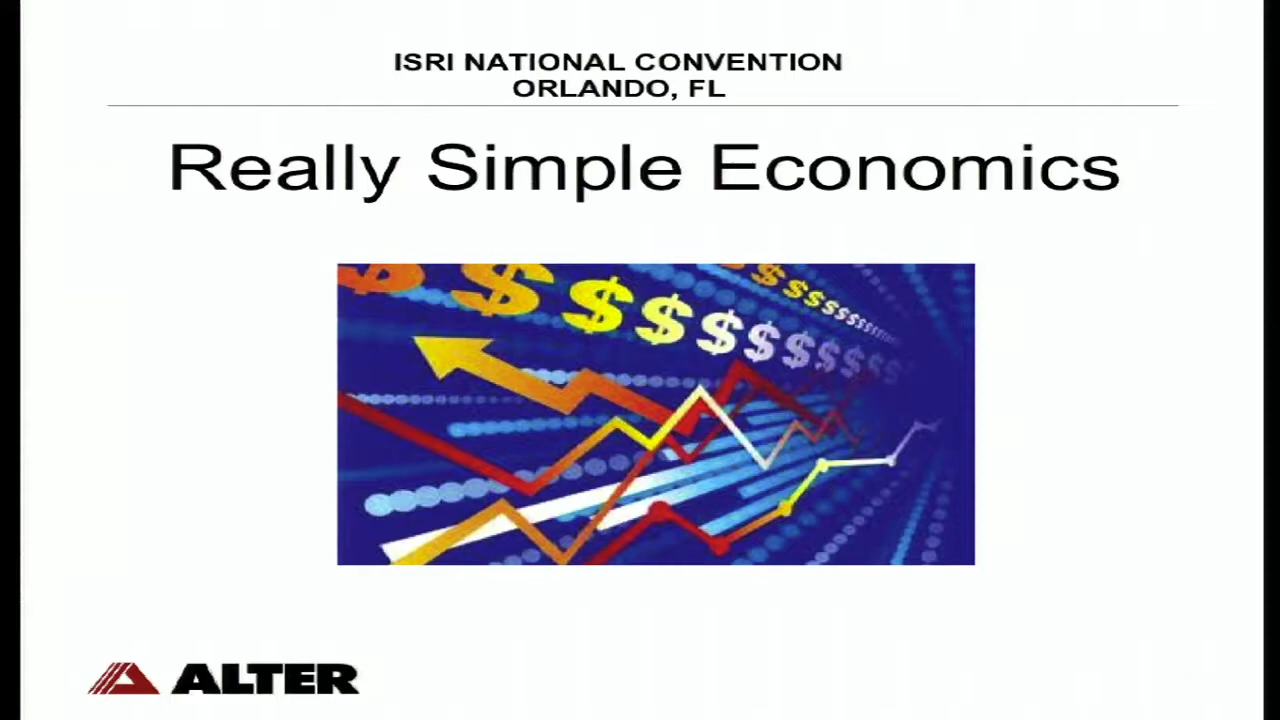 ISRI NATIONAL CONVENTION
ORLANDO, FL
Really Simple Economics
$ $ $ $ $ $ $ $ $ $
$ $ $ $ $ $ $ $ $ $
ALTER